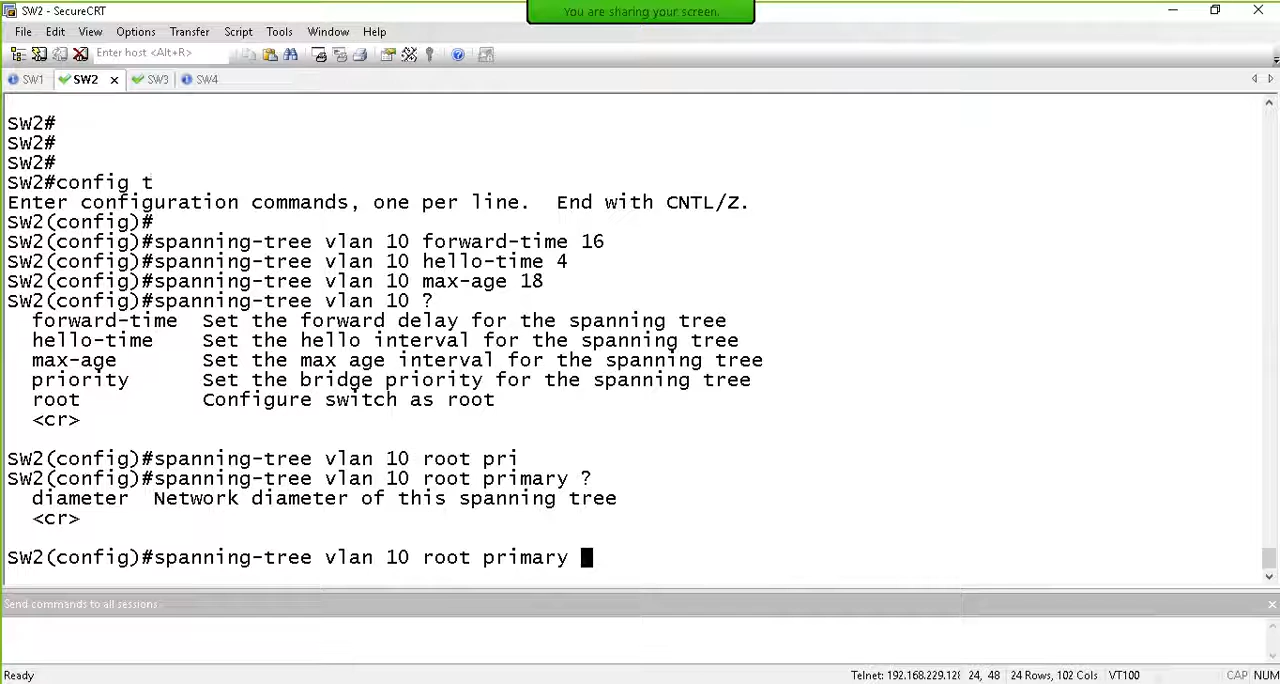 SW2 - SecureCRT
You are sharing your screen.
File Edit View Options Transfer Script Tools Window Help
Enter host <Alt+R>
SW1 SW2 SW3 SW4
SW2#
SW2#
SW2#
SW2#config t
Enter configuration commands, one per line.  End with CNTL/Z.
SW2(config)#
SW2(config)#spanning-tree vlan 10 forward-time 16
SW2(config)#spanning-tree vlan 10 hello-time 4
SW2(config)#spanning-tree vlan 10 max-age 18
SW2(config)#spanning-tree vlan 10 ?
forward-time  Set the forward delay for the spanning tree
hello-time    Set the hello interval for the spanning tree
max-age       Set the max age interval for the spanning tree
priority      Set the bridge priority for the spanning tree
root          Configure switch as root
<cr>
SW2(config)#spanning-tree vlan 10 root pri
SW2(config)#spanning-tree vlan 10 root primary ?
diameter  Network diameter of this spanning tree
<cr>
SW2(config)#spanning-tree vlan 10 root primary
Send commands to all sessions
Ready Telnet: 192.168.229.128 24, 48 24 Rows, 102 Cols VT100 CAP NUM